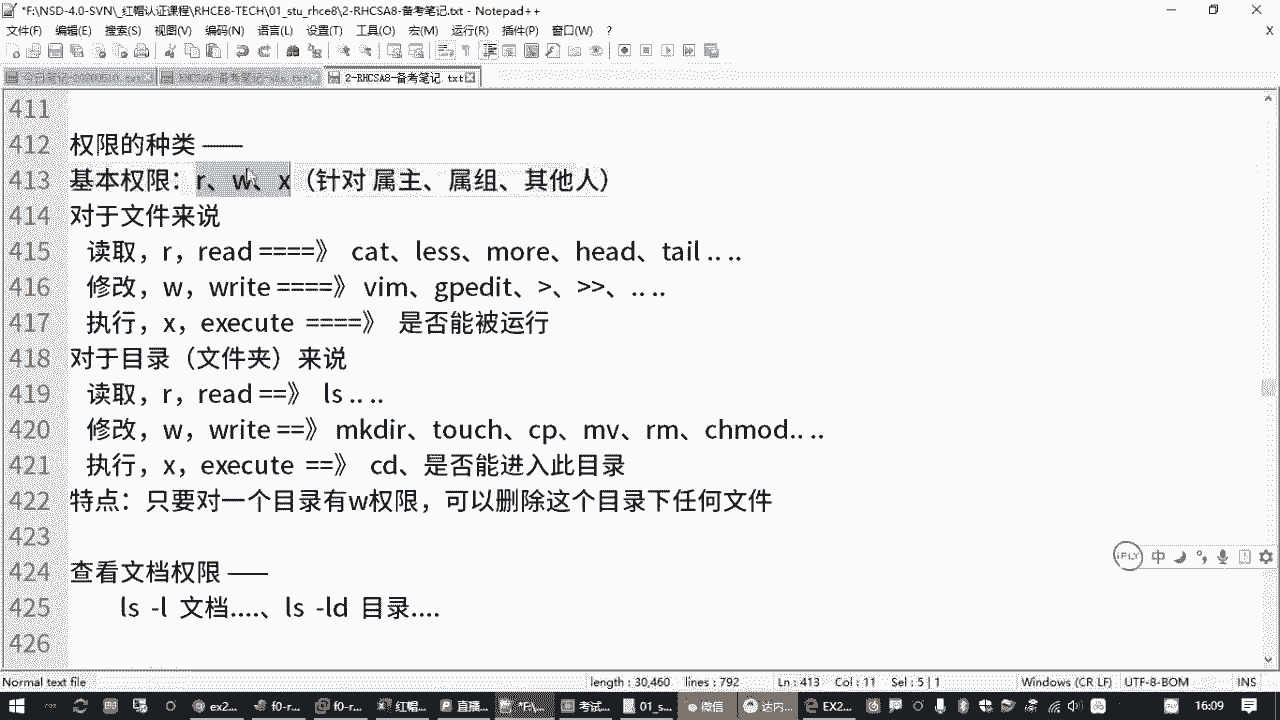 *F:\NSD-4.0-SVN\_红帽认证课程\RHCE8-TECH\01_stu_rhce8\2-RHCSA8-备考笔记.txt - Notepad++
文件(F) 编辑(E) 搜索(S) 视图(V) 编码(N) 语言(L) 设置(T) 工具(O) 宏(M) 运行(R) 插件(P) 窗口(W) ? X
2-RHCSA8-备考笔记.txt
411
412 权限的种类 ——
413 基本权限：r、w、x（针对 属主、属组、其他人）
414 对于文件来说
415 读取，r，read ====》 cat、less、more、head、tail .. ..
416 修改，w，write ====》 vim、gpedit、>、>>、.. ..
417 执行，x，execute ====》 是否能被运行
418 对于目录（文件夹）来说
419 读取，r，read ==》 ls .. ..
420 修改，w，write ==》 mkdir、touch、cp、mv、rm、chmod.. ..
421 执行，x，execute ==》 cd、是否能进入此目录
422 特点：只要对一个目录有w权限，可以删除这个目录下任何文件
423
424 查看文档权限 ——
425 ls -l 文档....、ls -ld 目录....
426
iFLY 中
Normal text file length : 30,460 lines : 792 Ln : 413 Col : 11 Sel : 5 | 1 Windows (CR LF) UTF-8-BOM INS
ex2... f0-r... f0-r... 红帽... 直播... *F:\... 考试... 01_s... 微信 达内... EX2... 16:09